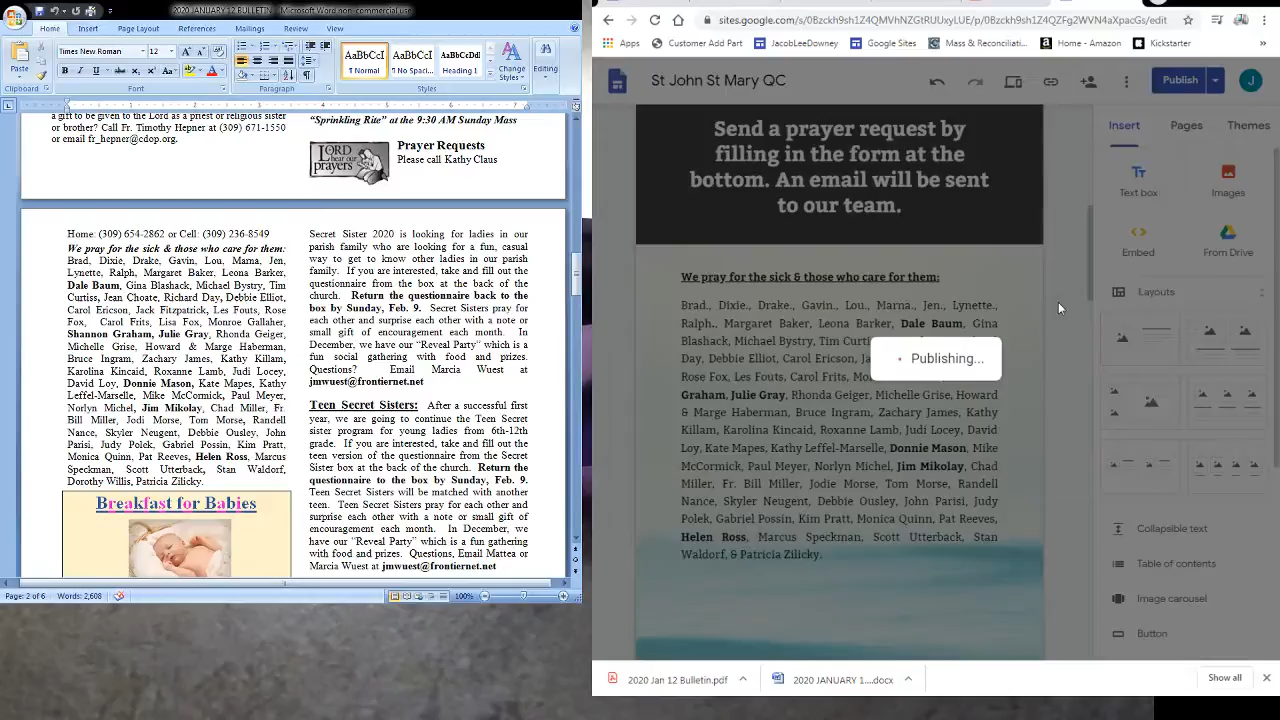 2020 JANUARY 12 BULLETIN - Microsoft Word non-commercial use
Home
Insert
Page Layout
References
Mailings
Review
View
Paste
Clipboard
Times New Roman
12
Font
Paragraph
AaBbCcI
¶ Normal
AaBbCcI
¶ No Spaci...
AaBbCcDd
Heading 1
Change
Styles
Styles
Editing
a gift to be given to the Lord as a priest or religious sister
or brother? Call Fr. Timothy Hepner at (309) 671-1550
or email fr_hepner@cdop.org.
“Sprinkling Rite” at the 9:30 AM Sunday Mass
LORD
hear our
prayers
Prayer Requests
Please call Kathy Claus
Home: (309) 654-2862 or Cell: (309) 236-8549
We pray for the sick & those who care for them:
Brad, Dixie, Drake, Gavin, Lou, Marna, Jen,
Lynette, Ralph, Margaret Baker, Leona Barker,
Dale Baum, Gina Blashack, Michael Bystry, Tim
Curtiss, Jean Choate, Richard Day, Debbie Elliot,
Carol Ericson, Jack Fitzpatrick, Les Fouts, Rose
Fox, Carol Frits, Lisa Fox, Monroe Gallaher,
Shannon Graham, Julie Gray, Rhonda Geiger,
Michelle Grise, Howard & Marge Haberman,
Bruce Ingram, Zachary James, Kathy Killam,
Karolina Kincaid, Roxanne Lamb, Judi Locey,
David Loy, Donnie Mason, Kate Mapes, Kathy
Leffel-Marselle, Mike McCormick, Paul Meyer,
Norlyn Michel, Jim Mikolay, Chad Miller, Fr.
Bill Miller, Jodi Morse, Tom Morse, Randell
Nance, Skyler Neugent, Debbie Ousley, John
Parisi, Judy Polek, Gabriel Possin, Kim Pratt,
Monica Quinn, Pat Reeves, Helen Ross, Marcus
Speckman, Scott Utterback, Stan Waldorf,
Dorothy Willis, Patricia Zilicky.
Breakfast for Babies
Secret Sister 2020 is looking for ladies in our
parish family who are looking for a fun, casual
way to get to know other ladies in our parish
family. If you are interested, take and fill out the
questionnaire from the box at the back of the
church. Return the questionnaire back to the
box by Sunday, Feb. 9. Secret Sisters pray for
each other and surprise each other with a note or
small gift of encouragement each month. In
December, we have our “Reveal Party” which is a
fun social gathering with food and prizes.
Questions? Email Marcia Wuest at
jmwuest@frontiernet.net
Teen Secret Sisters: After a successful first
year, we are going to continue the Teen Secret
sister program for young ladies from 6th-12th
grade. If you are interested, take and fill out the
teen version of the questionnaire from the Secret
Sister box at the back of the church. Return the
questionnaire to the box by Sunday, Feb. 9.
Teen Secret Sisters will be matched with another
teen. Teen Secret Sisters pray for each other and
surprise each other with a note or small gift of
encouragement each month. In December, we
have our “Reveal Party” which is a fun gathering
with food and prizes. Questions, Email Mattea or
Marcia Wuest at jmwuest@frontiernet.net
Page: 2 of 6
Words: 2,608
100%
sites.google.com/s/0Bzckh9sh1Z4QMVhNZGtRUUxyLUE/p/0Bzckh9sh1Z4QZFg2WVN4aXpacGs/edit
Apps
Customer Add Part
JacobLeeDowney
Google Sites
Mass & Reconciliati...
Home - Amazon
Kickstarter
»
St John St Mary QC
Publish
J
Send a prayer request by
filling in the form at the
bottom. An email will be sent
to our team.
We pray for the sick & those who care for them:
Brad., Dixie., Drake., Gavin., Lou., Marna., Jen., Lynette.,
Ralph., Margaret Baker, Leona Barker, Dale Baum, Gina
Blashack, Michael Bystry, Tim Curti
Day, Debbie Elliot, Carol Ericson, Ja
Rose Fox, Les Fouts, Carol Frits, Mo
Graham, Julie Gray, Rhonda Geiger, Michelle Grise, Howard
& Marge Haberman, Bruce Ingram, Zachary James, Kathy
Killam, Karolina Kincaid, Roxanne Lamb, Judi Locey, David
Loy, Kate Mapes, Kathy Leffel-Marselle, Donnie Mason, Mike
McCormick, Paul Meyer, Norlyn Michel, Jim Mikolay, Chad
Miller, Fr. Bill Miller, Jodie Morse, Tom Morse, Randell
Nance, Skyler Neugent, Debbie Ousley, John Parisi, Judy
Polek, Gabriel Possin, Kim Pratt, Monica Quinn, Pat Reeves,
Helen Ross, Marcus Speckman, Scott Utterback, Stan
Waldorf, & Patricia Zilicky.
Publishing...
Insert
Pages
Themes
Text box
Images
Embed
From Drive
Layouts
Collapsible text
Table of contents
Image carousel
Button
2020 Jan 12 Bulletin.pdf
2020 JANUARY 1....docx
Show all